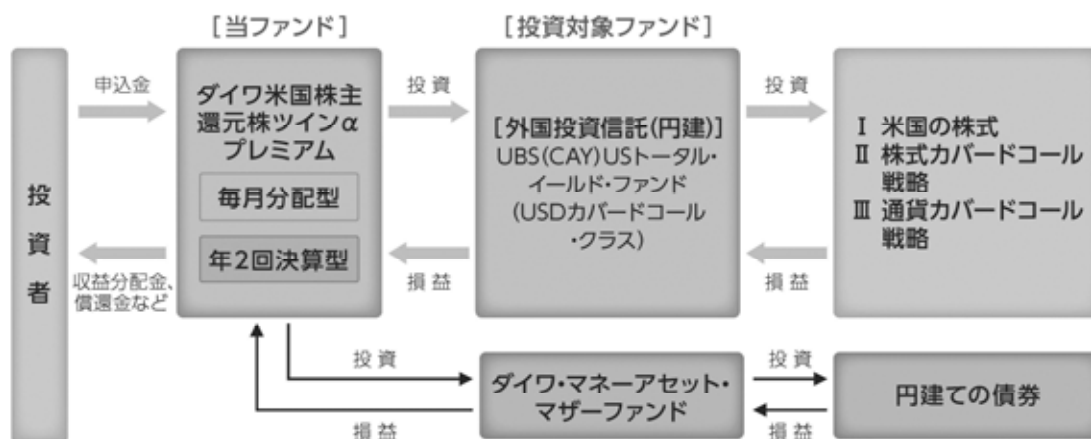 [当ファンド]
[投資対象ファンド]
投資者
申込金
収益分配金、
償還金など
ダイワ米国株主
還元株ツインα
プレミアム
毎月分配型
年2回決算型
投資
損益
[外国投資信託(円建)]
UBS(CAY)USトータル・
イールド・ファンド
(USDカバードコール
・クラス)
投資
損益
Ⅰ 米国の株式
Ⅱ 株式カバードコール
戦略
Ⅲ 通貨カバードコール
戦略
投資
損益
ダイワ・マネーアセット・
マザーファンド
投資
損益
円建ての債券